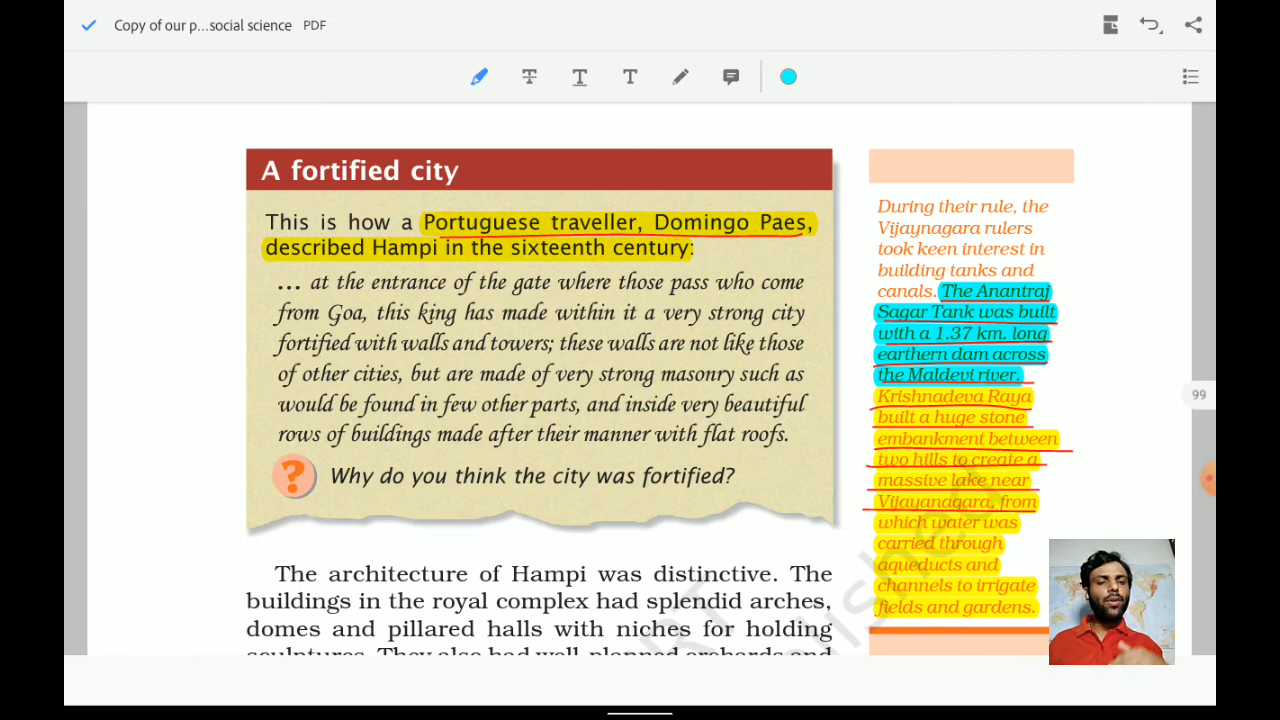 Copy of our p...social science PDF
A fortified city
This is how a Portuguese traveller, Domingo Paes,
described Hampi in the sixteenth century:
... at the entrance of the gate where those pass who come
from Goa, this king has made within it a very strong city
fortified with walls and towers; these walls are not like those
of other cities, but are made of very strong masonry such as
would be found in few other parts, and inside very beautiful
rows of buildings made after their manner with flat roofs.
? Why do you think the city was fortified?
The architecture of Hampi was distinctive. The
buildings in the royal complex had splendid arches,
domes and pillared halls with niches for holding
sculptures. They also had well-planned orchards and
During their rule, the
Vijaynagara rulers
took keen interest in
building tanks and
canals. The Anantraj
Sagar Tank was built
with a 1.37 km. long
earthern dam across
the Maldevi river.
Krishnadeva Raya
built a huge stone
embankment between
two hills to create a
massive lake near
Vijayanagara, from
which water was
carried through
aqueducts and
channels to irrigate
fields and gardens.
99